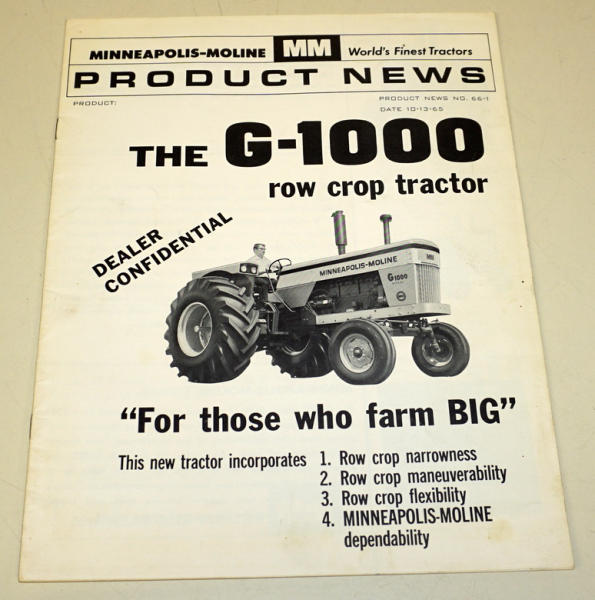 MINNEAPOLIS-MOLINE MM World's Finest Tractors
PRODUCT NEWS
PRODUCT:
PRODUCT NEWS NO. 66-1
DATE 10-13-65
THE G-1000
row crop tractor
DEALER
CONFIDENTIAL
MM
MINNEAPOLIS-MOLINE
G1000
"For those who farm BIG"
This new tractor incorporates 1. Row crop narrowness
2. Row crop maneuverability
3. Row crop flexibility
4. MINNEAPOLIS-MOLINE
dependability